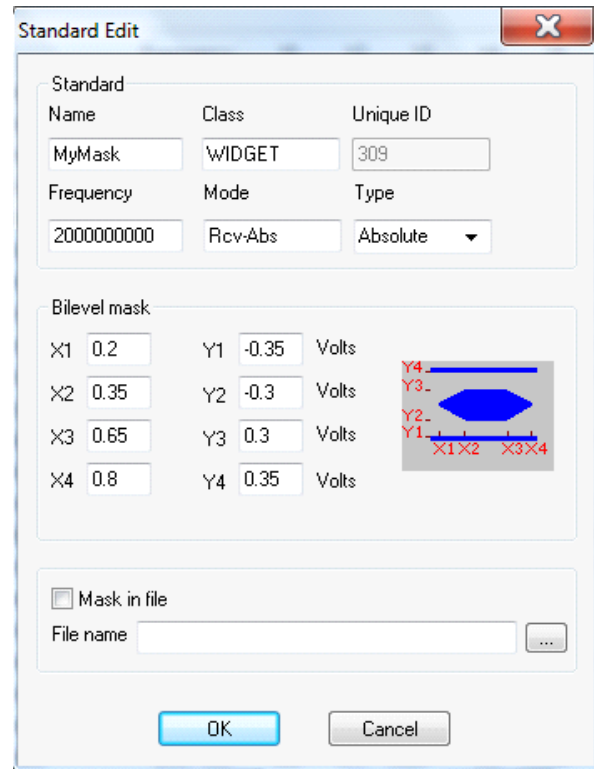 Standard Edit
Standard
Name Class Unique ID
MyMask WIDGET 309
Frequency Mode Type
2000000000 Rcv-Abs Absolute
Bilevel mask
X1 0.2 Y1 -0.35 Volts
X2 0.35 Y2 -0.3 Volts
X3 0.65 Y3 0.3 Volts
X4 0.8 Y4 0.35 Volts
Y4
Y3
Y2
Y1
X1 X2 X3 X4
Mask in file
File name ...
OK Cancel